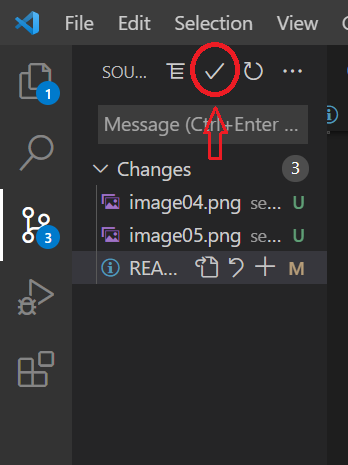 File Edit Selection View
1
SOU... ...
Message (Ctrl+Enter ...
Changes 3
image04.png se... U
3
image05.png se... U
REA... M